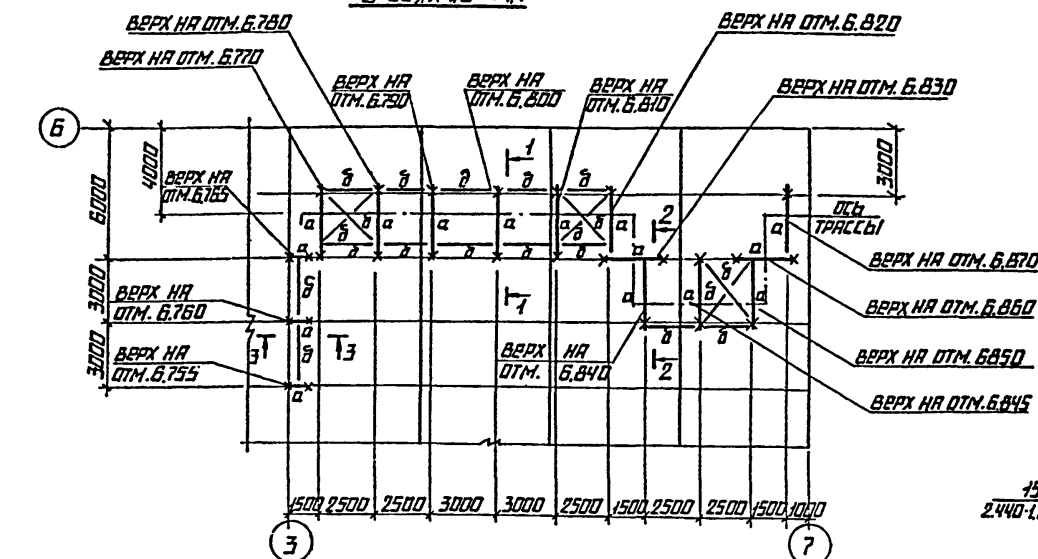 ВЕРХ НА ОТМ. 6.780
ВЕРХ НА ОТМ. 6.820
ВЕРХ НА ОТМ. 6.770
ВЕРХ НА
ОТМ. 6.790
ВЕРХ НА
ОТМ. 6.800
ВЕРХ НА
ОТМ. 6.810
ВЕРХ НА ОТМ. 6.830
Б
4000
6000
3000
3000
3000
ВЕРХ НА
ОТМ. 6.765
1
б б б б б
а а а а а а
б б б б
б б б б б
2
ОСЬ
ТРАССЫ
а а а
ВЕРХ НА ОТМ. 6.870
ВЕРХ НА
ОТМ. 6.760
б
а
1
а а б б а
ВЕРХ НА ОТМ. 6.860
3 3
ВЕРХ НА
ОТМ. 6.755
б
а
ВЕРХ НА
ОТМ. 6.840
б б
2
ВЕРХ НА ОТМ. 6850
ВЕРХ НА ОТМ. 6.845
1500 2500 2500 3000 3000 2500 1500 2500 2500 1500 1000
15
2.440-1.
3 7